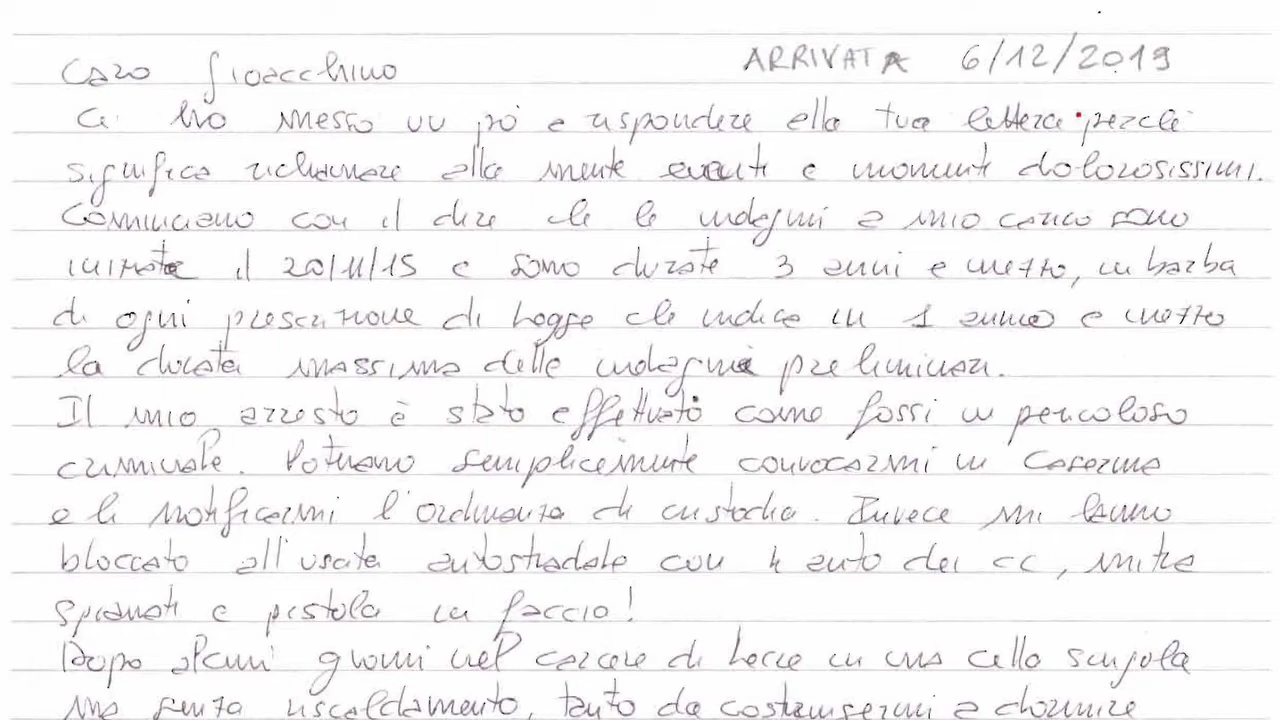 Caro Gioacchino
ARRIVATA 6/12/2019
Ci ho messo un pò a rispondere alla tua lettera perché
significa richiamare alla mente eventi e momenti dolorosissimi.
Cominciamo con il dire che le indagini a mio carico sono
iniziate il 20/11/15 e sono durate 3 anni e mezzo, in barba
di ogni prescrizione di Legge che indica in 1 anno e mezzo
la durata massima delle indagini preliminari.
Il mio arresto è stato effettuato come fossi un pericoloso
criminale. Potevano semplicemente convocarmi in Caserma
e lì notificarmi l'ordinanza di custodia. Invece mi hanno
bloccato all'uscita autostradale con 4 auto dei cc, mitra
spianati e pistola in faccia!
Dopo alcuni giorni nel carcere di Lecce in una cella singola
ma senza riscaldamento, tanto da costringermi a dormire